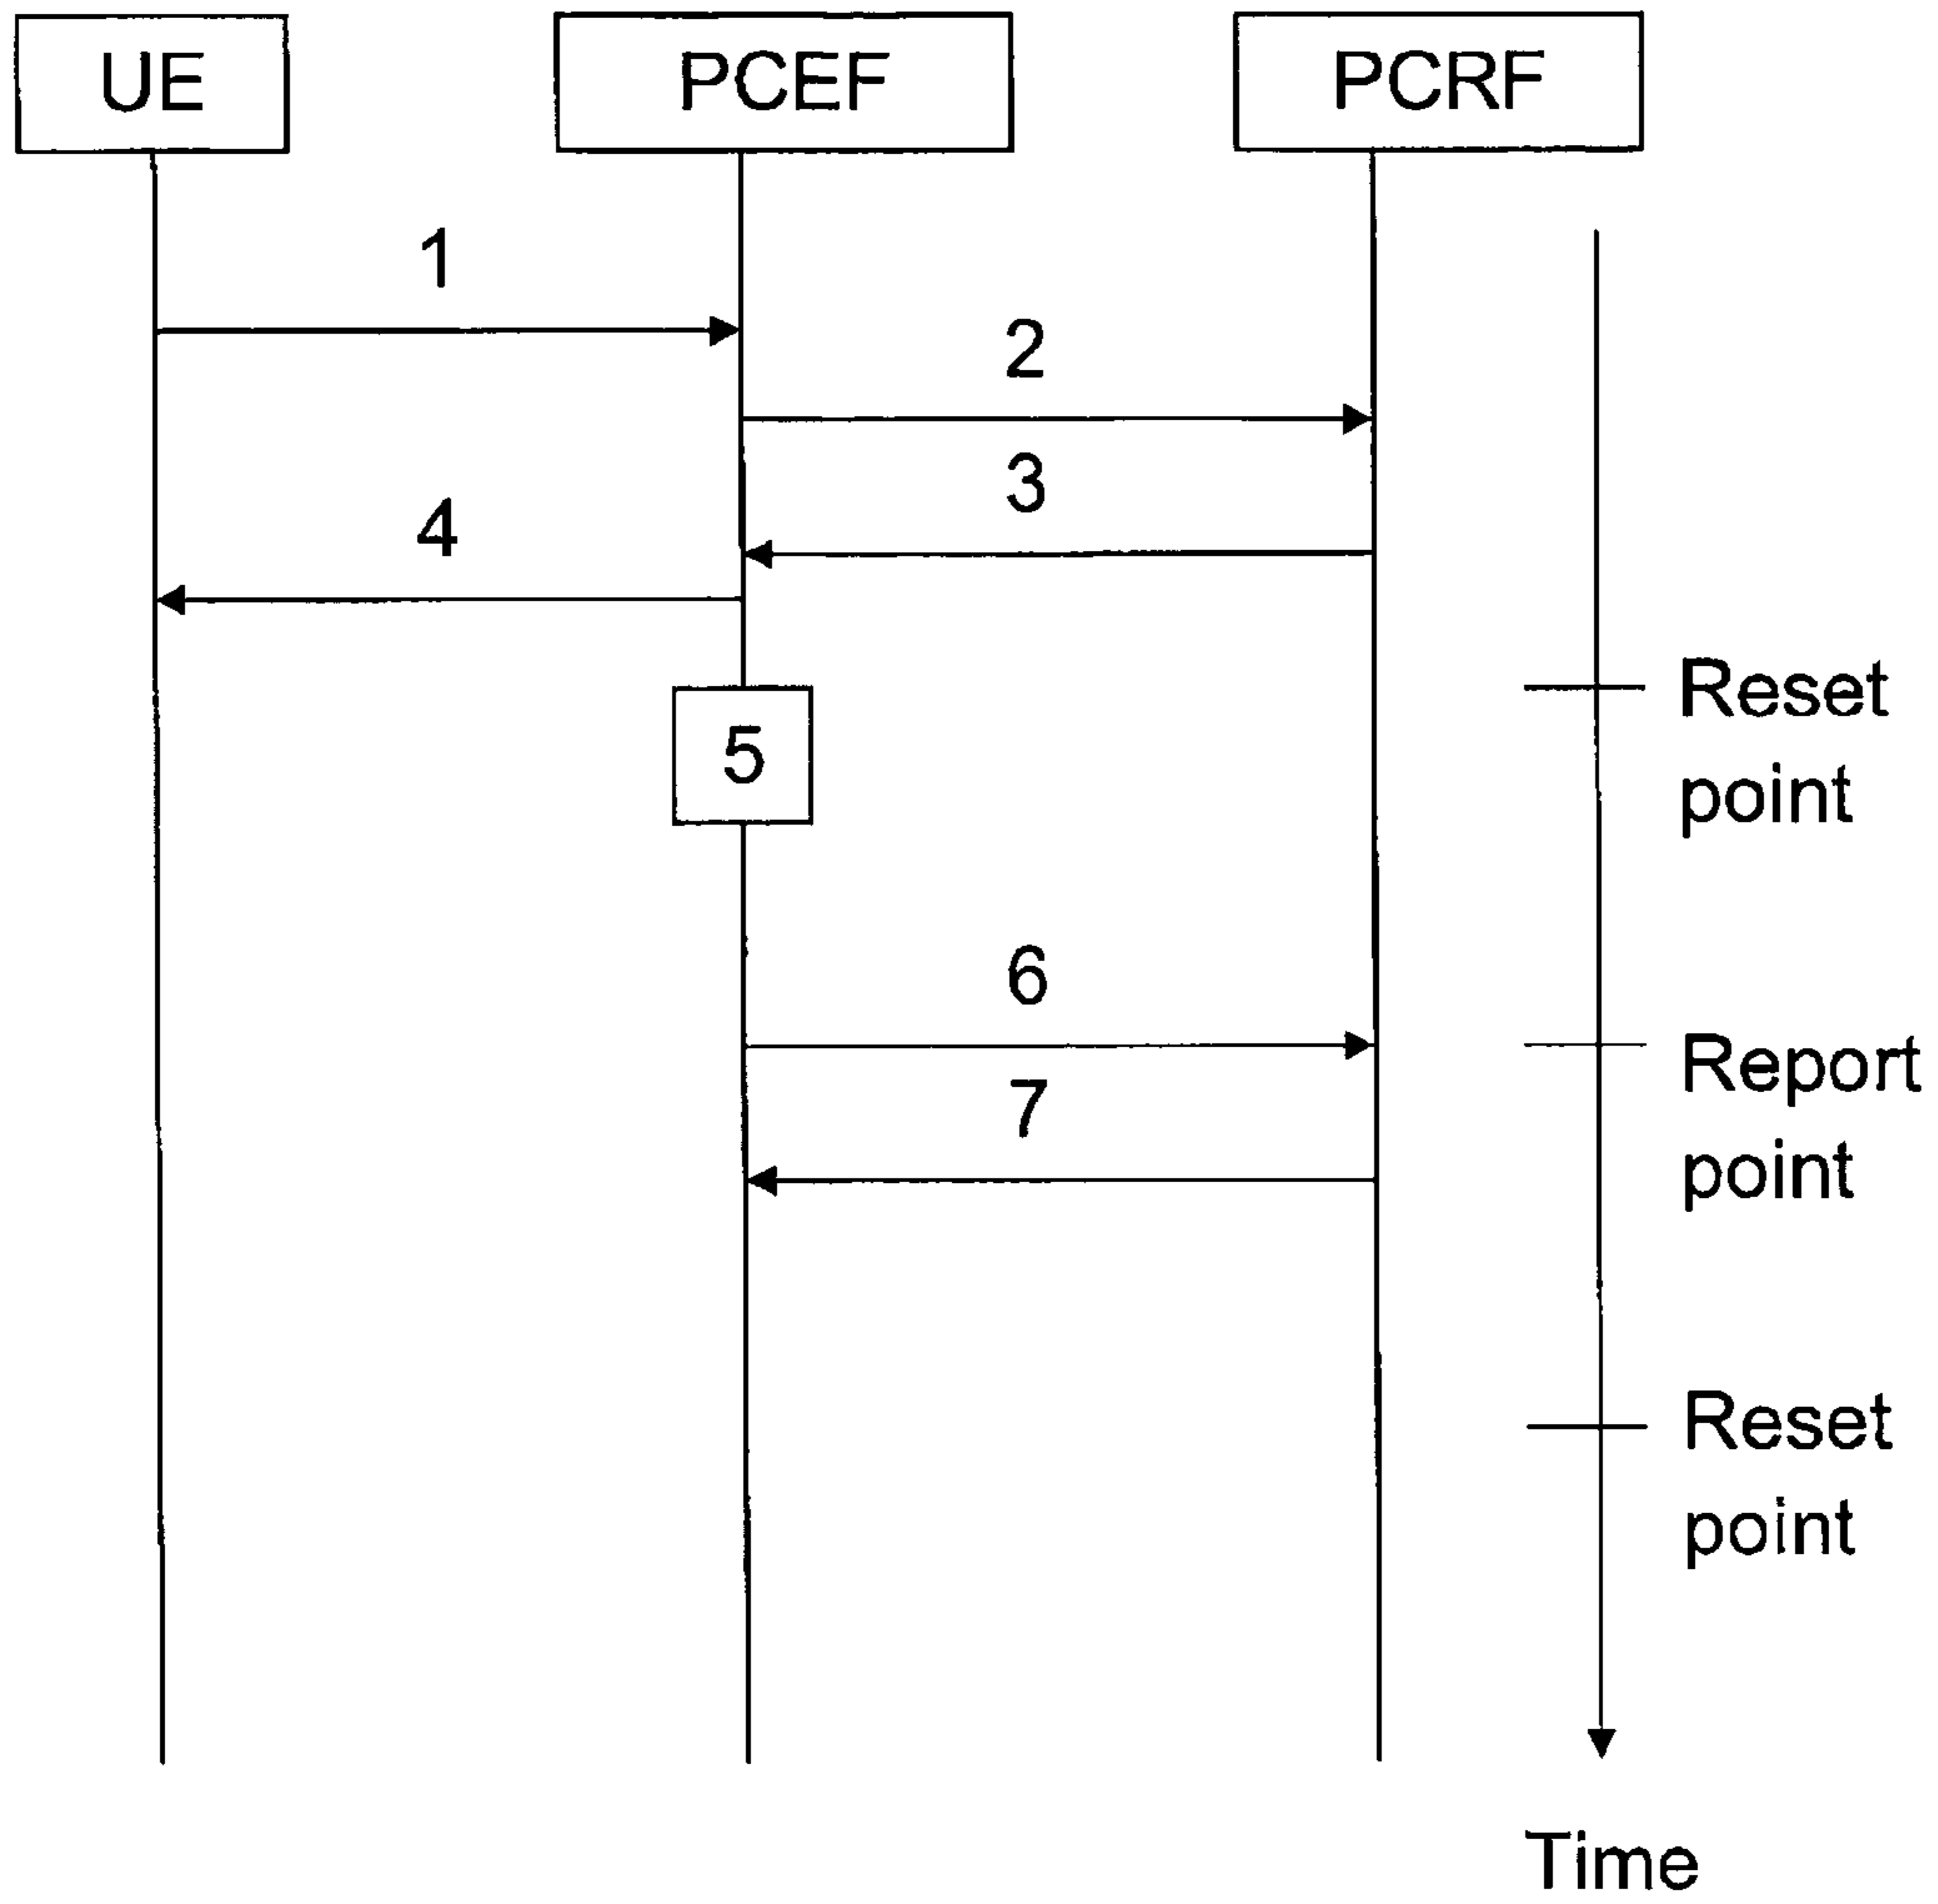 UE
PCEF
PCRF
1
2
3
4
Reset
point
5
6
Report
point
7
Reset
point
Time